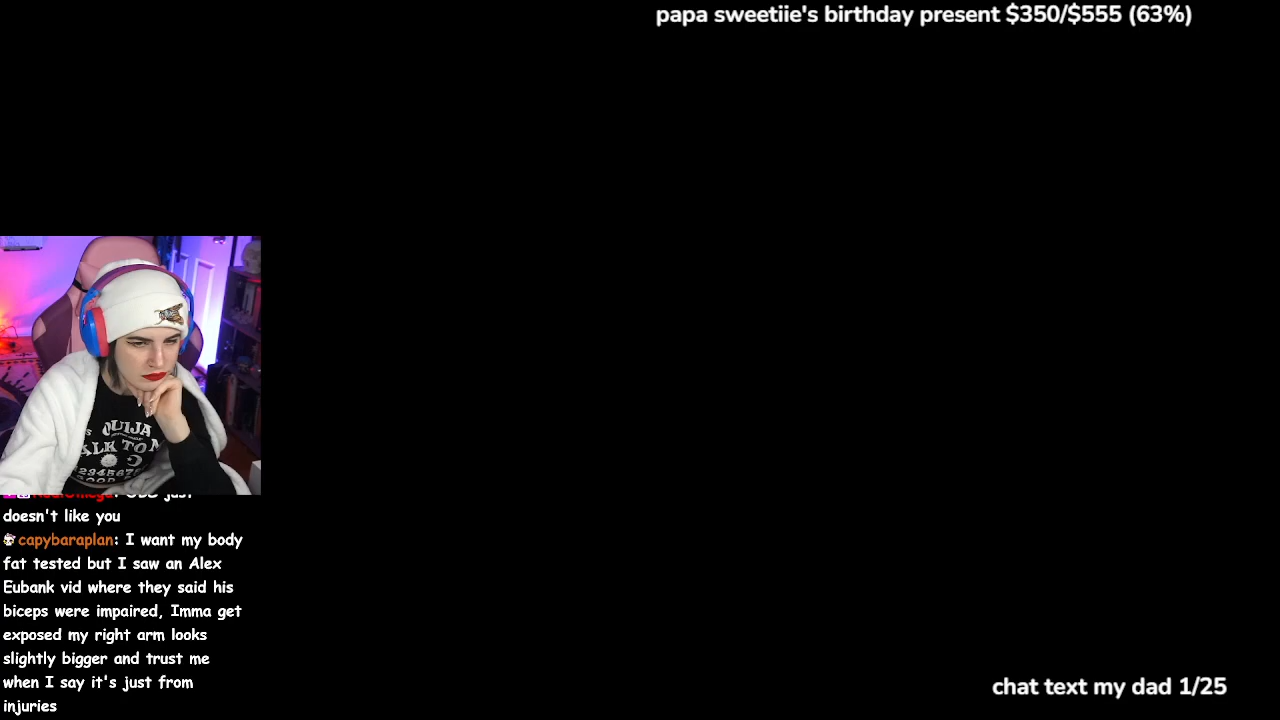 papa sweetiie's birthday present $350/$555 (63%)
OUIJA
doesn't like you
capybaraplan: I want my body
fat tested but I saw an Alex
Eubank vid where they said his
biceps were impaired, Imma get
exposed my right arm looks
slightly bigger and trust me
when I say it's just from
injuries
chat text my dad 1/25